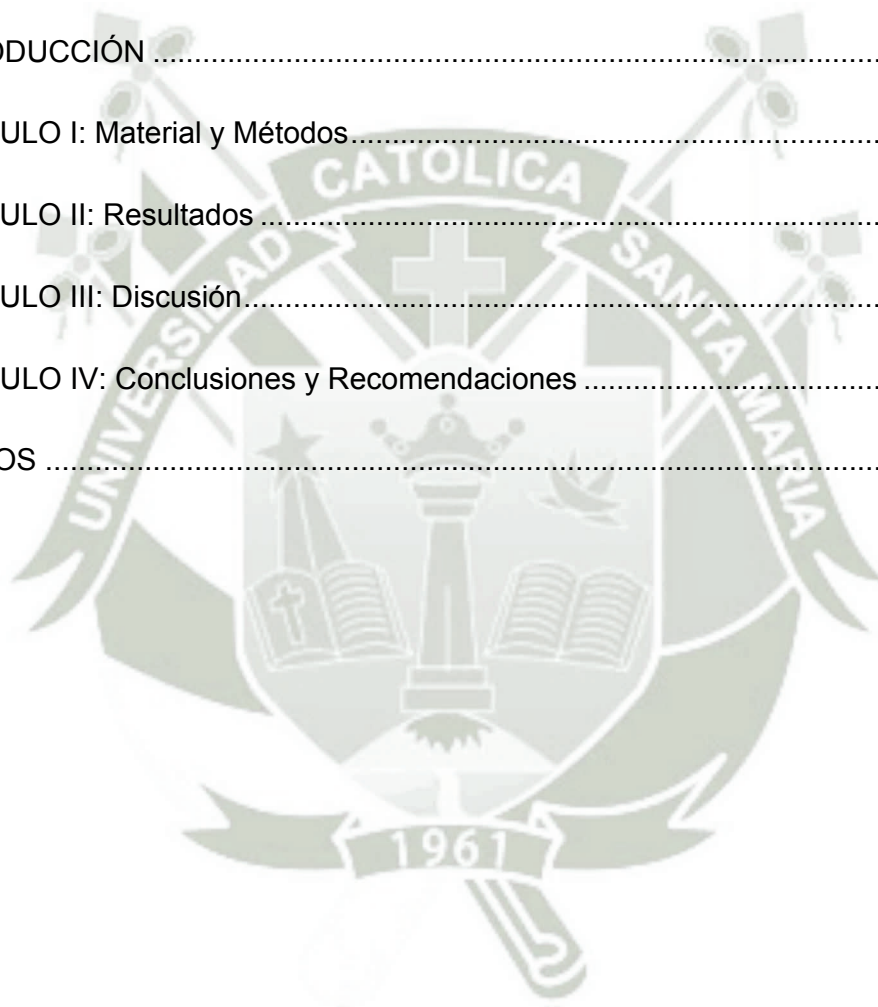 ODUCCIÓN ........................................................................................
ULO I: Material y Métodos................................................................
ULO II: Resultados ...........................................................................
ULO III: Discusión.............................................................................
ULO IV: Conclusiones y Recomendaciones ....................................
OS .....................................................................................................
UNIVERSIDAD CATOLICA SANTA MARIA
1961